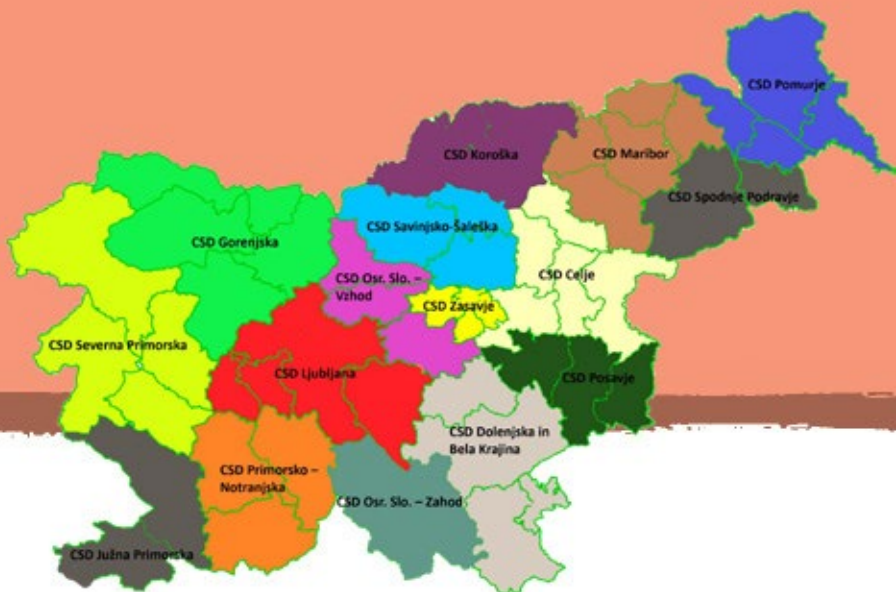 CSD Pomurje
CSD Koroška
CSD Maribor
CSD Spodnje Podravje
CSD Savinjsko-Šaleška
CSD Gorenjska
CSD Osr. Slo. –
Vzhod
CSD Celje
CSD Zasavje
CSD Severna Primorska
CSD Ljubljana
CSD Posavje
CSD Dolenjska in
Bela Krajina
CSD Primorsko –
Notranjska
CSD Osr. Slo. – Zahod
CSD Južna Primorska